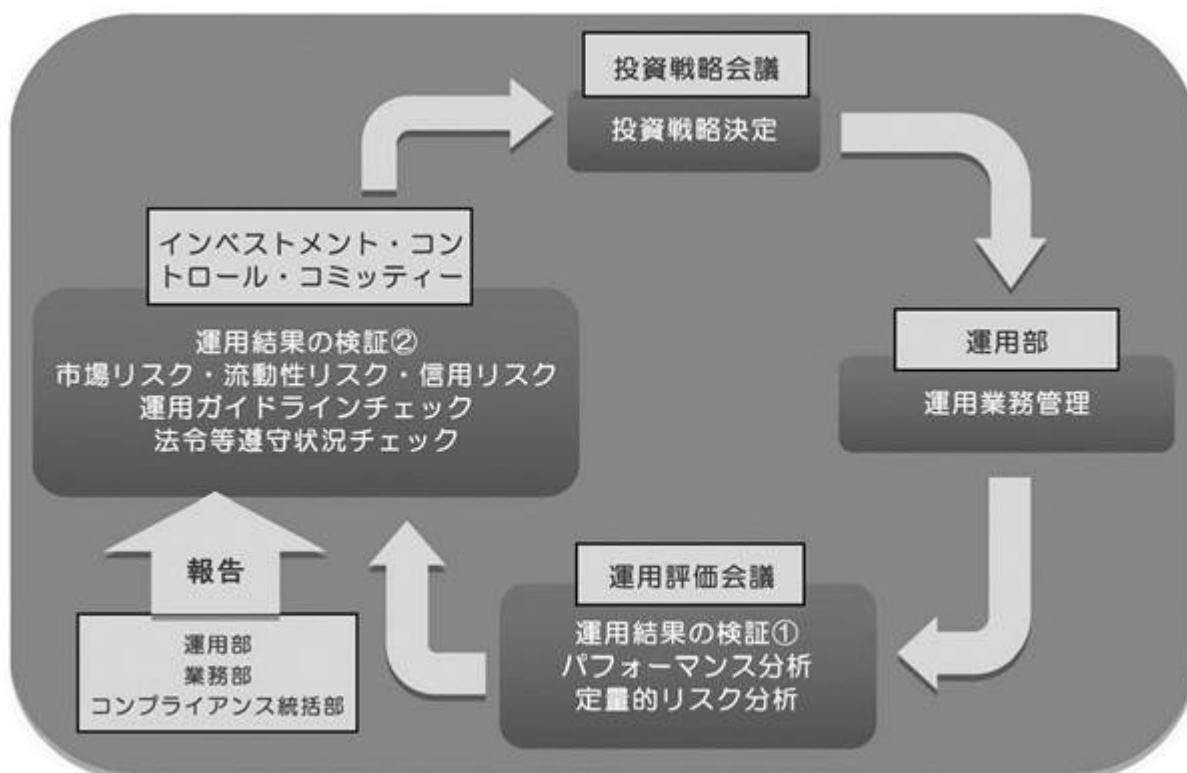 投資戦略会議
投資戦略決定
運用部
運用業務管理
運用評価会議
運用結果の検証①
パフォーマンス分析
定量的リスク分析
インベストメント・コン
トロール・コミッティー
運用結果の検証②
市場リスク・流動性リスク・信用リスク
運用ガイドラインチェック
法令等遵守状況チェック
報告
運用部
業務部
コンプライアンス統括部